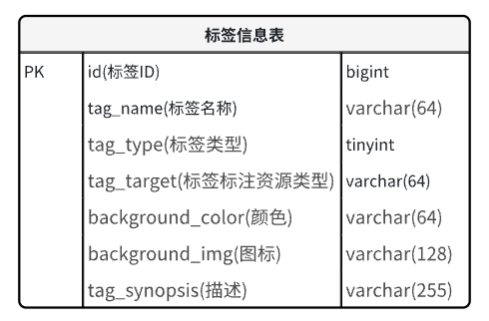 标签信息表
PK id(标签ID) bigint
tag_name(标签名称) varchar(64)
tag_type(标签类型) tinyint
tag_target(标签标注资源类型) varchar(64)
background_color(颜色) varchar(64)
background_img(图标) varchar(128)
tag_synopsis(描述) varchar(255)